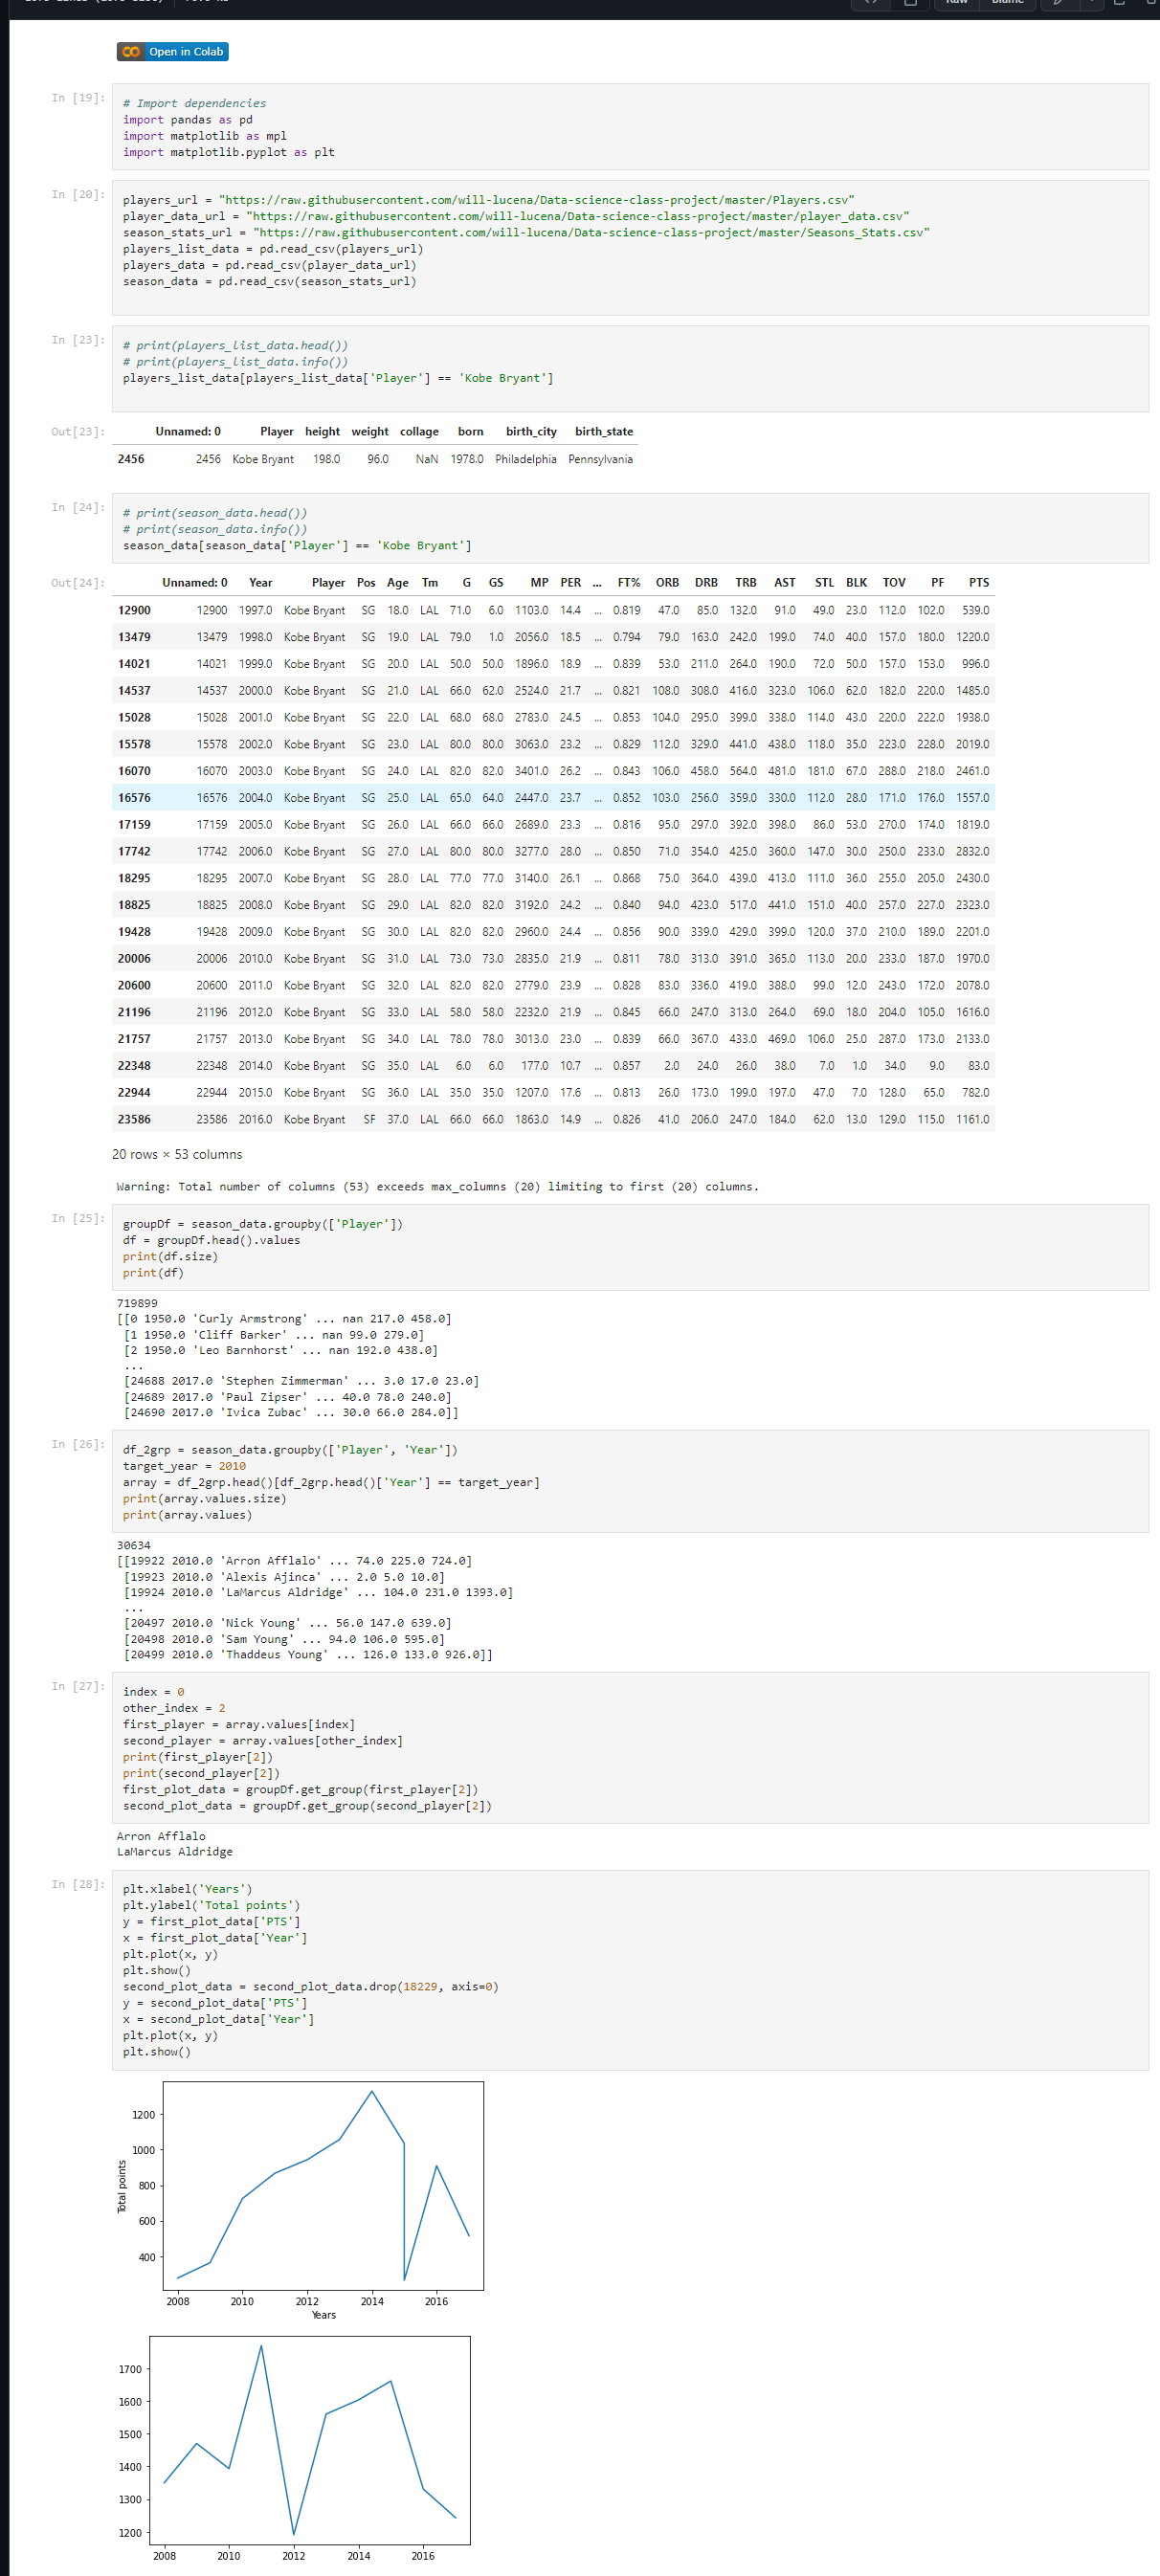 Raw Blame
Open in Colab
In [19]:
# Import dependencies
import pandas as pd
import matplotlib as mpl
import matplotlib.pyplot as plt
In [20]:
players_url = "https://raw.githubusercontent.com/will-lucena/Data-science-class-project/master/Players.csv"
player_data_url = "https://raw.githubusercontent.com/will-lucena/Data-science-class-project/master/player_data.csv"
season_stats_url = "https://raw.githubusercontent.com/will-lucena/Data-science-class-project/master/Seasons_Stats.csv"
players_list_data = pd.read_csv(players_url)
players_data = pd.read_csv(player_data_url)
season_data = pd.read_csv(season_stats_url)
In [23]:
# print(players_list_data.head())
# print(players_list_data.info())
players_list_data[players_list_data['Player'] == 'Kobe Bryant']
Out[23]:
Unnamed: 0 Player height weight collage born birth_city birth_state
2456 2456 Kobe Bryant 198.0 96.0 NaN 1978.0 Philadelphia Pennsylvania
In [24]:
# print(season_data.head())
# print(season_data.info())
season_data[season_data['Player'] == 'Kobe Bryant']
Out[24]:
Unnamed: 0 Year Player Pos Age Tm G GS MP PER ... FT% ORB DRB TRB AST STL BLK TOV PF PTS
12900 12900 1997.0 Kobe Bryant SG 18.0 LAL 71.0 6.0 1103.0 14.4 ... 0.819 47.0 85.0 132.0 91.0 49.0 23.0 112.0 102.0 539.0
13479 13479 1998.0 Kobe Bryant SG 19.0 LAL 79.0 1.0 2056.0 18.5 ... 0.794 79.0 163.0 242.0 199.0 74.0 40.0 157.0 180.0 1220.0
14021 14021 1999.0 Kobe Bryant SG 20.0 LAL 50.0 50.0 1896.0 18.9 ... 0.839 53.0 211.0 264.0 190.0 72.0 50.0 157.0 153.0 996.0
14537 14537 2000.0 Kobe Bryant SG 21.0 LAL 66.0 62.0 2524.0 21.7 ... 0.821 108.0 308.0 416.0 323.0 106.0 62.0 182.0 220.0 1485.0
15028 15028 2001.0 Kobe Bryant SG 22.0 LAL 68.0 68.0 2783.0 24.5 ... 0.853 104.0 295.0 399.0 338.0 114.0 43.0 220.0 222.0 1938.0
15578 15578 2002.0 Kobe Bryant SG 23.0 LAL 80.0 80.0 3063.0 23.2 ... 0.829 112.0 329.0 441.0 438.0 118.0 35.0 223.0 228.0 2019.0
16070 16070 2003.0 Kobe Bryant SG 24.0 LAL 82.0 82.0 3401.0 26.2 ... 0.843 106.0 458.0 564.0 481.0 181.0 67.0 288.0 218.0 2461.0
16576 16576 2004.0 Kobe Bryant SG 25.0 LAL 65.0 64.0 2447.0 23.7 ... 0.852 103.0 256.0 359.0 330.0 112.0 28.0 171.0 176.0 1557.0
17159 17159 2005.0 Kobe Bryant SG 26.0 LAL 66.0 66.0 2689.0 23.3 ... 0.816 95.0 297.0 392.0 398.0 86.0 53.0 270.0 174.0 1819.0
17742 17742 2006.0 Kobe Bryant SG 27.0 LAL 80.0 80.0 3277.0 28.0 ... 0.850 71.0 354.0 425.0 360.0 147.0 30.0 250.0 233.0 2832.0
18295 18295 2007.0 Kobe Bryant SG 28.0 LAL 77.0 77.0 3140.0 26.1 ... 0.868 75.0 364.0 439.0 413.0 111.0 36.0 255.0 205.0 2430.0
18825 18825 2008.0 Kobe Bryant SG 29.0 LAL 82.0 82.0 3192.0 24.2 ... 0.840 94.0 423.0 517.0 441.0 151.0 40.0 257.0 227.0 2323.0
19428 19428 2009.0 Kobe Bryant SG 30.0 LAL 82.0 82.0 2960.0 24.4 ... 0.856 90.0 339.0 429.0 399.0 120.0 37.0 210.0 189.0 2201.0
20006 20006 2010.0 Kobe Bryant SG 31.0 LAL 73.0 73.0 2835.0 21.9 ... 0.811 78.0 313.0 391.0 365.0 113.0 20.0 233.0 187.0 1970.0
20600 20600 2011.0 Kobe Bryant SG 32.0 LAL 82.0 82.0 2779.0 23.9 ... 0.828 83.0 336.0 419.0 388.0 99.0 12.0 243.0 172.0 2078.0
21196 21196 2012.0 Kobe Bryant SG 33.0 LAL 58.0 58.0 2232.0 21.9 ... 0.845 66.0 247.0 313.0 264.0 69.0 18.0 204.0 105.0 1616.0
21757 21757 2013.0 Kobe Bryant SG 34.0 LAL 78.0 78.0 3013.0 23.0 ... 0.839 66.0 367.0 433.0 469.0 106.0 25.0 287.0 173.0 2133.0
22348 22348 2014.0 Kobe Bryant SG 35.0 LAL 6.0 6.0 177.0 10.7 ... 0.857 2.0 24.0 26.0 38.0 7.0 1.0 34.0 9.0 83.0
22944 22944 2015.0 Kobe Bryant SG 36.0 LAL 35.0 35.0 1207.0 17.6 ... 0.813 26.0 173.0 199.0 197.0 47.0 7.0 128.0 65.0 782.0
23586 23586 2016.0 Kobe Bryant SF 37.0 LAL 66.0 66.0 1863.0 14.9 ... 0.826 41.0 206.0 247.0 184.0 62.0 13.0 129.0 115.0 1161.0
20 rows × 53 columns
Warning: Total number of columns (53) exceeds max_columns (20) limiting to first (20) columns.
In [25]:
groupDf = season_data.groupby(['Player'])
df = groupDf.head().values
print(df.size)
print(df)
719899
[[0 1950.0 'Curly Armstrong' ... nan 217.0 458.0]
[1 1950.0 'Cliff Barker' ... nan 99.0 279.0]
[2 1950.0 'Leo Barnhorst' ... nan 192.0 438.0]
...
[24688 2017.0 'Stephen Zimmerman' ... 3.0 17.0 23.0]
[24689 2017.0 'Paul Zipser' ... 40.0 78.0 240.0]
[24690 2017.0 'Ivica Zubac' ... 30.0 66.0 284.0]]
In [26]:
df_2grp = season_data.groupby(['Player', 'Year'])
target_year = 2010
array = df_2grp.head()[df_2grp.head()['Year'] == target_year]
print(array.values.size)
print(array.values)
30634
[[19922 2010.0 'Arron Afflalo' ... 74.0 225.0 724.0]
[19923 2010.0 'Alexis Ajinca' ... 2.0 5.0 10.0]
[19924 2010.0 'LaMarcus Aldridge' ... 104.0 231.0 1393.0]
...
[20497 2010.0 'Nick Young' ... 56.0 147.0 639.0]
[20498 2010.0 'Sam Young' ... 94.0 106.0 595.0]
[20499 2010.0 'Thaddeus Young' ... 126.0 133.0 926.0]]
In [27]:
index = 0
other_index = 2
first_player = array.values[index]
second_player = array.values[other_index]
print(first_player[2])
print(second_player[2])
first_plot_data = groupDf.get_group(first_player[2])
second_plot_data = groupDf.get_group(second_player[2])
Arron Afflalo
LaMarcus Aldridge
In [28]:
plt.xlabel('Years')
plt.ylabel('Total points')
y = first_plot_data['PTS']
x = first_plot_data['Year']
plt.plot(x, y)
plt.show()
second_plot_data = second_plot_data.drop(18229, axis=0)
y = second_plot_data['PTS']
x = second_plot_data['Year']
plt.plot(x, y)
plt.show()
1200
1000
800
600
400
Total points
2008 2010 2012 2014 2016
Years
1700
1600
1500
1400
1300
1200
2008 2010 2012 2014 2016